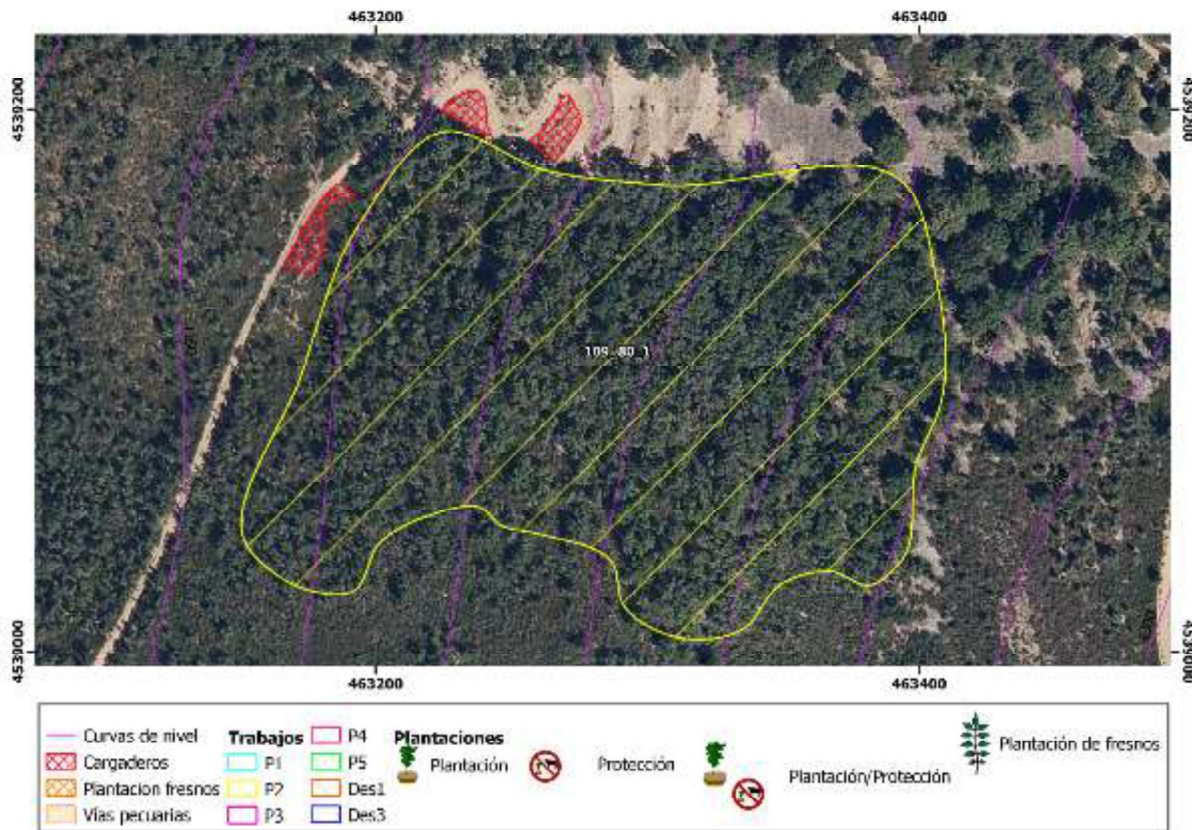 463200 463400
4539200 4539200
109_80_1
4539000 4539000
463200 463400
Curvas de nivel
Cargaderos
Plantacion fresnos
Vías pecuarias
Trabajos
P1
P2
P3
P4
P5
Des1
Des3
Plantaciones
Plantación
Protección
Plantación/Protección
Plantación de fresnos